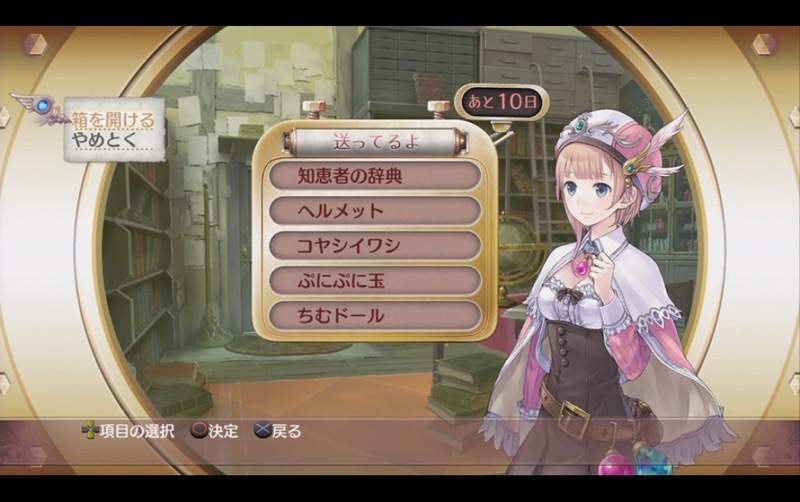 箱を開ける
やめとく
あと10日
送ってるよ
知恵者の辞典
ヘルメット
コヤシイワシ
ぷにぷに玉
ちむドール
項目の選択 決定 戻る